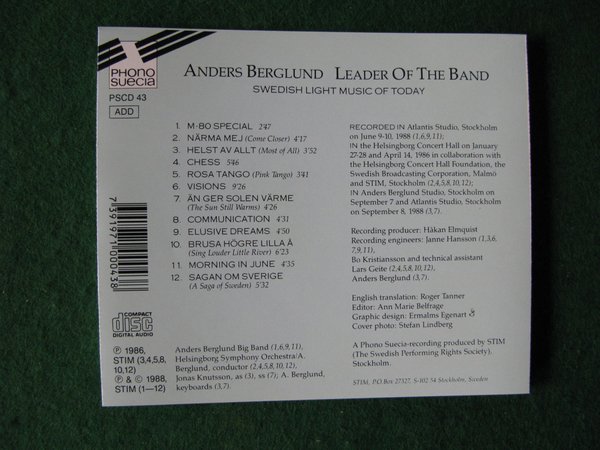 PHONO
SUECIA
PSCD 43
ADD
ANDERS BERGLUND LEADER OF THE BAND
SWEDISH LIGHT MUSIC OF TODAY
1. M-BO SPECIAL 2'47
2. NÄRMA MEJ (Come Closer) 4'17
3. HELST AV ALLT (Most of All) 3'52
4. CHESS 5'46
5. ROSA TANGO (Pink Tango) 3'41
6. VISIONS 9'26
7. ÄN GER SOLEN VÄRME
(The Sun Still Warms) 4'26
8. COMMUNICATION 4'31
9. ELUSIVE DREAMS 4'50
10. BRUSA HÖGRE LILLA Å
(Sing Louder Little River) 6'23
11. MORNING IN JUNE 4'35
12. SAGAN OM SVERIGE
(A Saga of Sweden) 5'32
RECORDED IN Atlantis Studio, Stockholm
on June 9-10, 1988 (1,6,9,11);
IN the Helsingborg Concert Hall on January
27-28 and April 14, 1986 in collaboration with
the Helsingborg Concert Hall Foundation, the
Swedish Broadcasting Corporation, Malmö
and STIM, Stockholm (2,4,5,8,10,12);
IN Anders Berglund Studio, Stockholm on
September 7 and Atlantis Studio, Stockholm
on September 8, 1988 (3,7).
Recording producer: Håkan Elmquist
Recording engineers: Janne Hansson (1,3,6,
7,9,11),
Bo Kristiansson and technical assistant
Lars Geite (2,4,5,8,10,12),
Anders Berglund (3,7).
English translation: Roger Tanner
Editor: Ann Marie Belfrage
Graphic design: Ermalms Egenart
Cover photo: Stefan Lindberg
A Phono Suecia-recording produced by STIM
(The Swedish Performing Rights Society).
Stockholm.
STIM, P.O.Box 27327, S-102 54 Stockholm, Sweden
7391971000438
COMPACT
disc
DIGITAL AUDIO
℗ 1986,
STIM (3,4,5,8,
10,12)
℗ & © 1988,
STIM (1—12)
Anders Berglund Big Band (1,6,9,11),
Helsingborg Symphony Orchestra/A.
Berglund, conductor (2,4,5,8,10,12),
Jonas Knutsson, as (3), ss (7); A. Berglund,
keyboards (3,7).